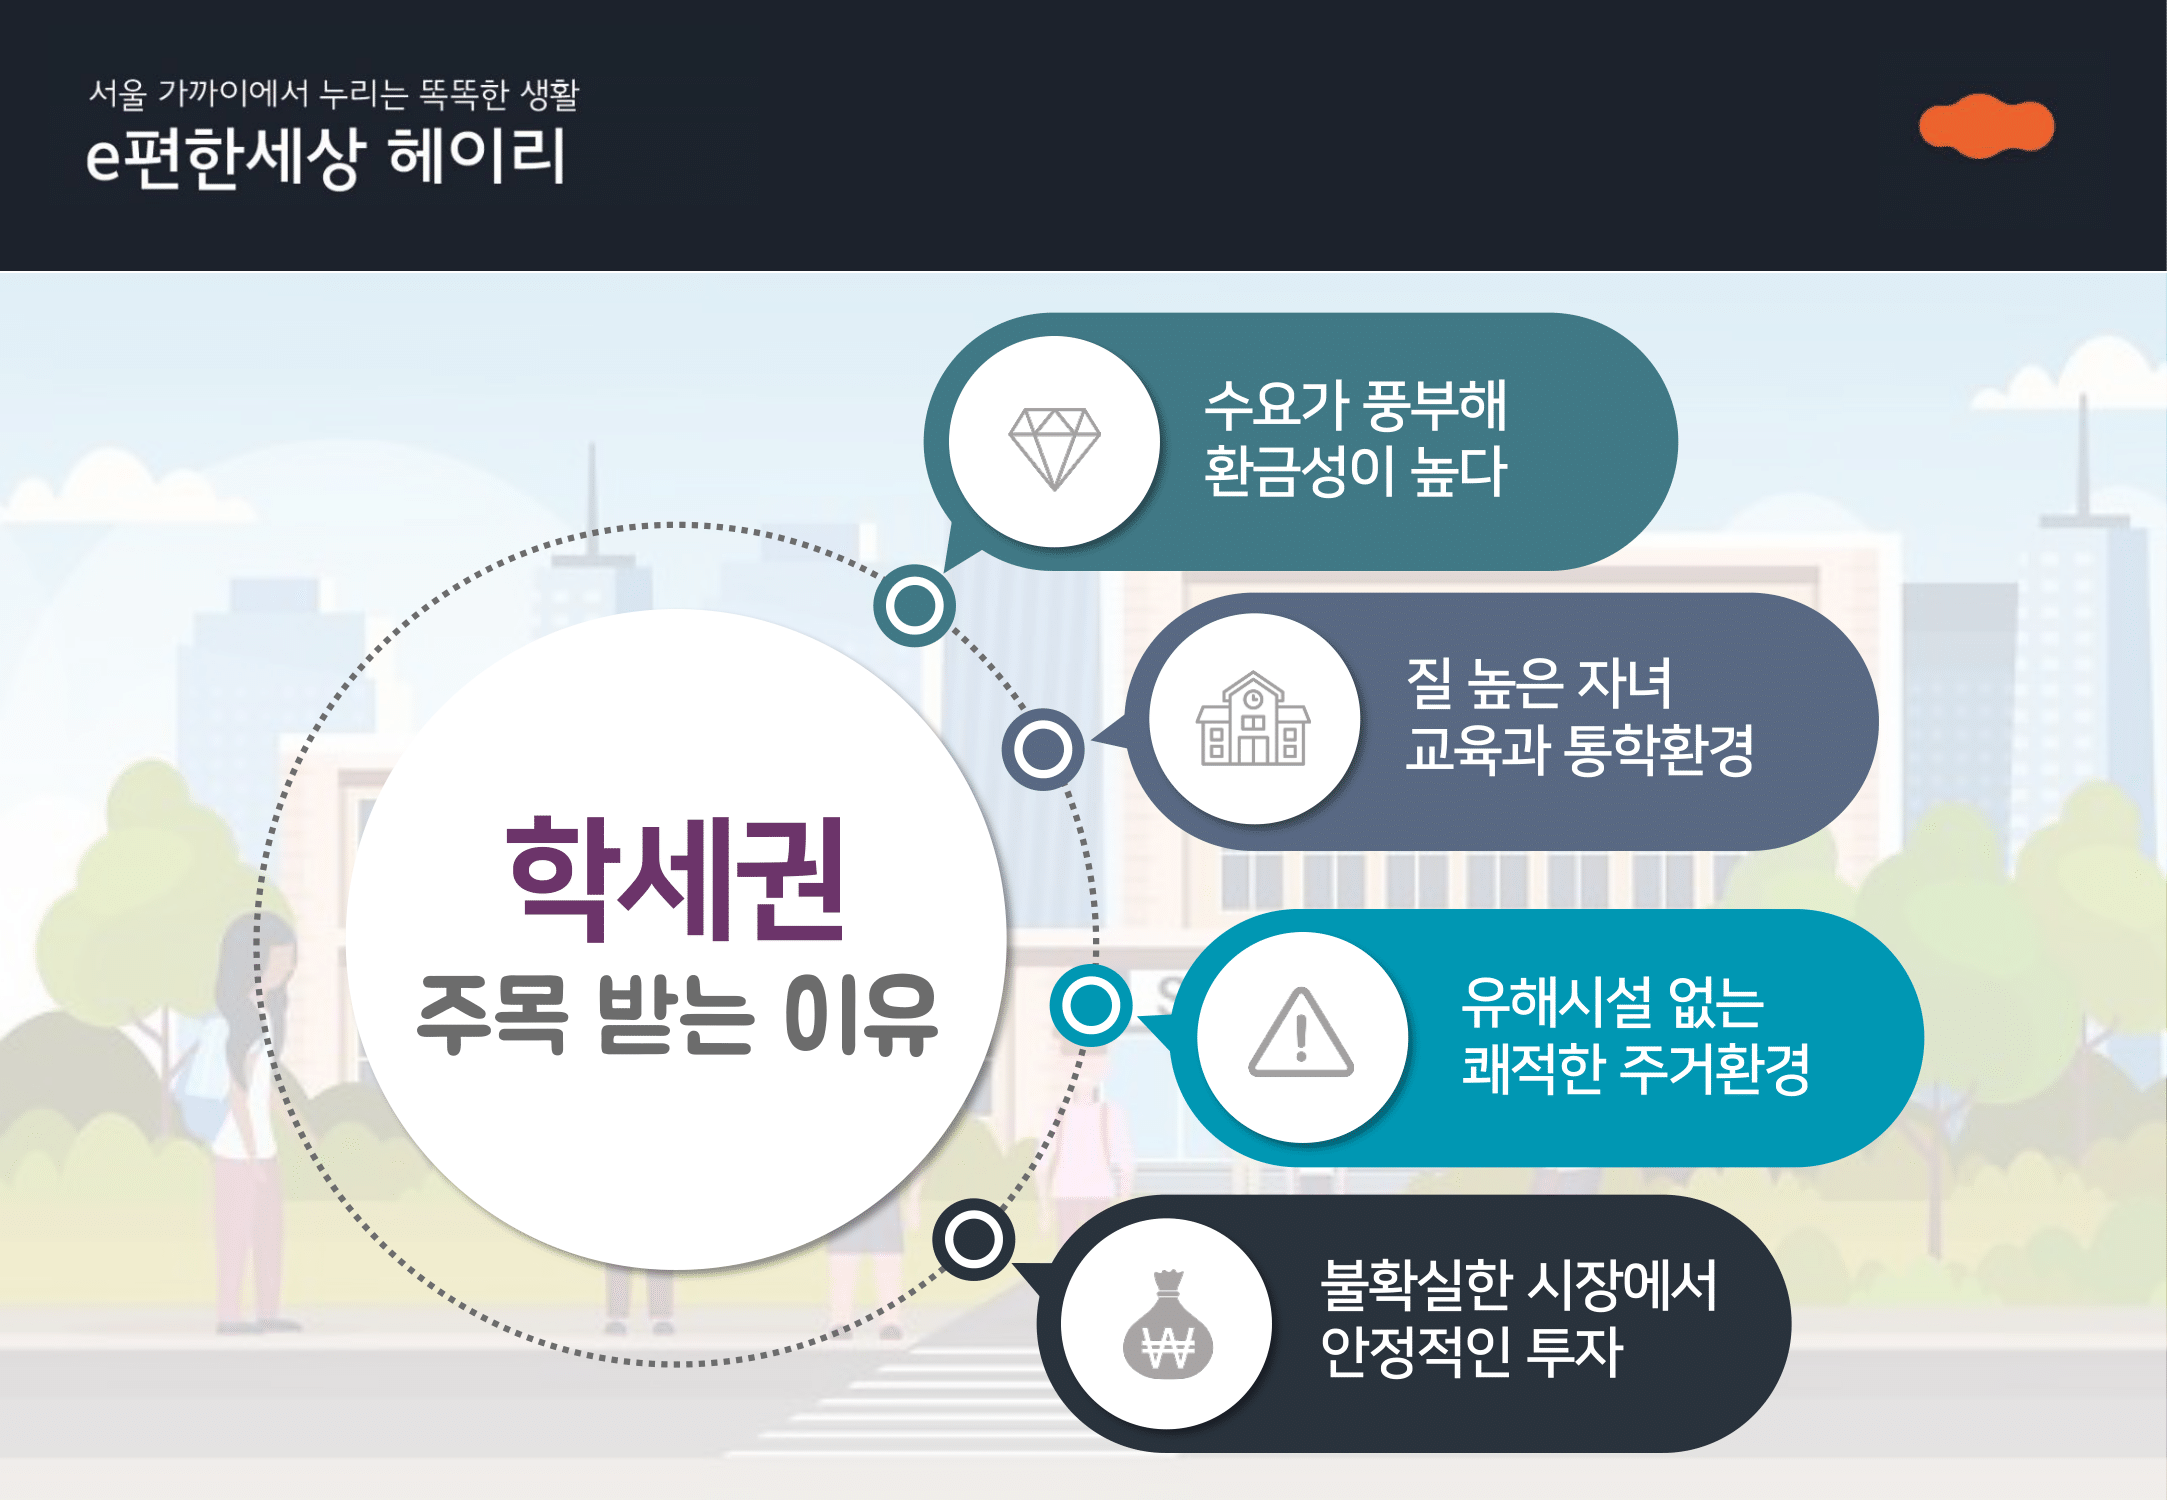 서울 가까이에서 누리는 똑똑한 생활
e편한세상 헤이리
수요가 풍부해
환금성이 높다
질 높은 자녀
교육과 통학환경
학세권
주목 받는 이유
유해시설 없는
쾌적한 주거환경
불확실한 시장에서
안정적인 투자